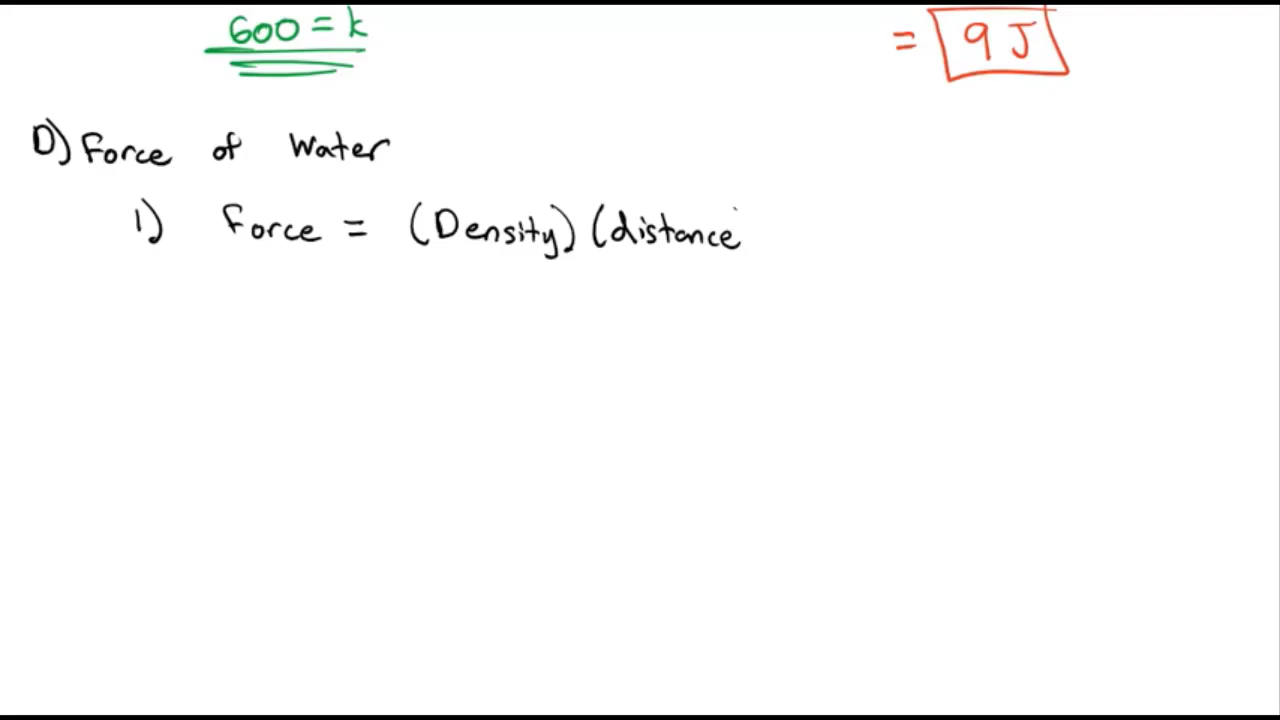 600 = k
= 9 J
D) Force of Water
1) Force = (Density) (distance